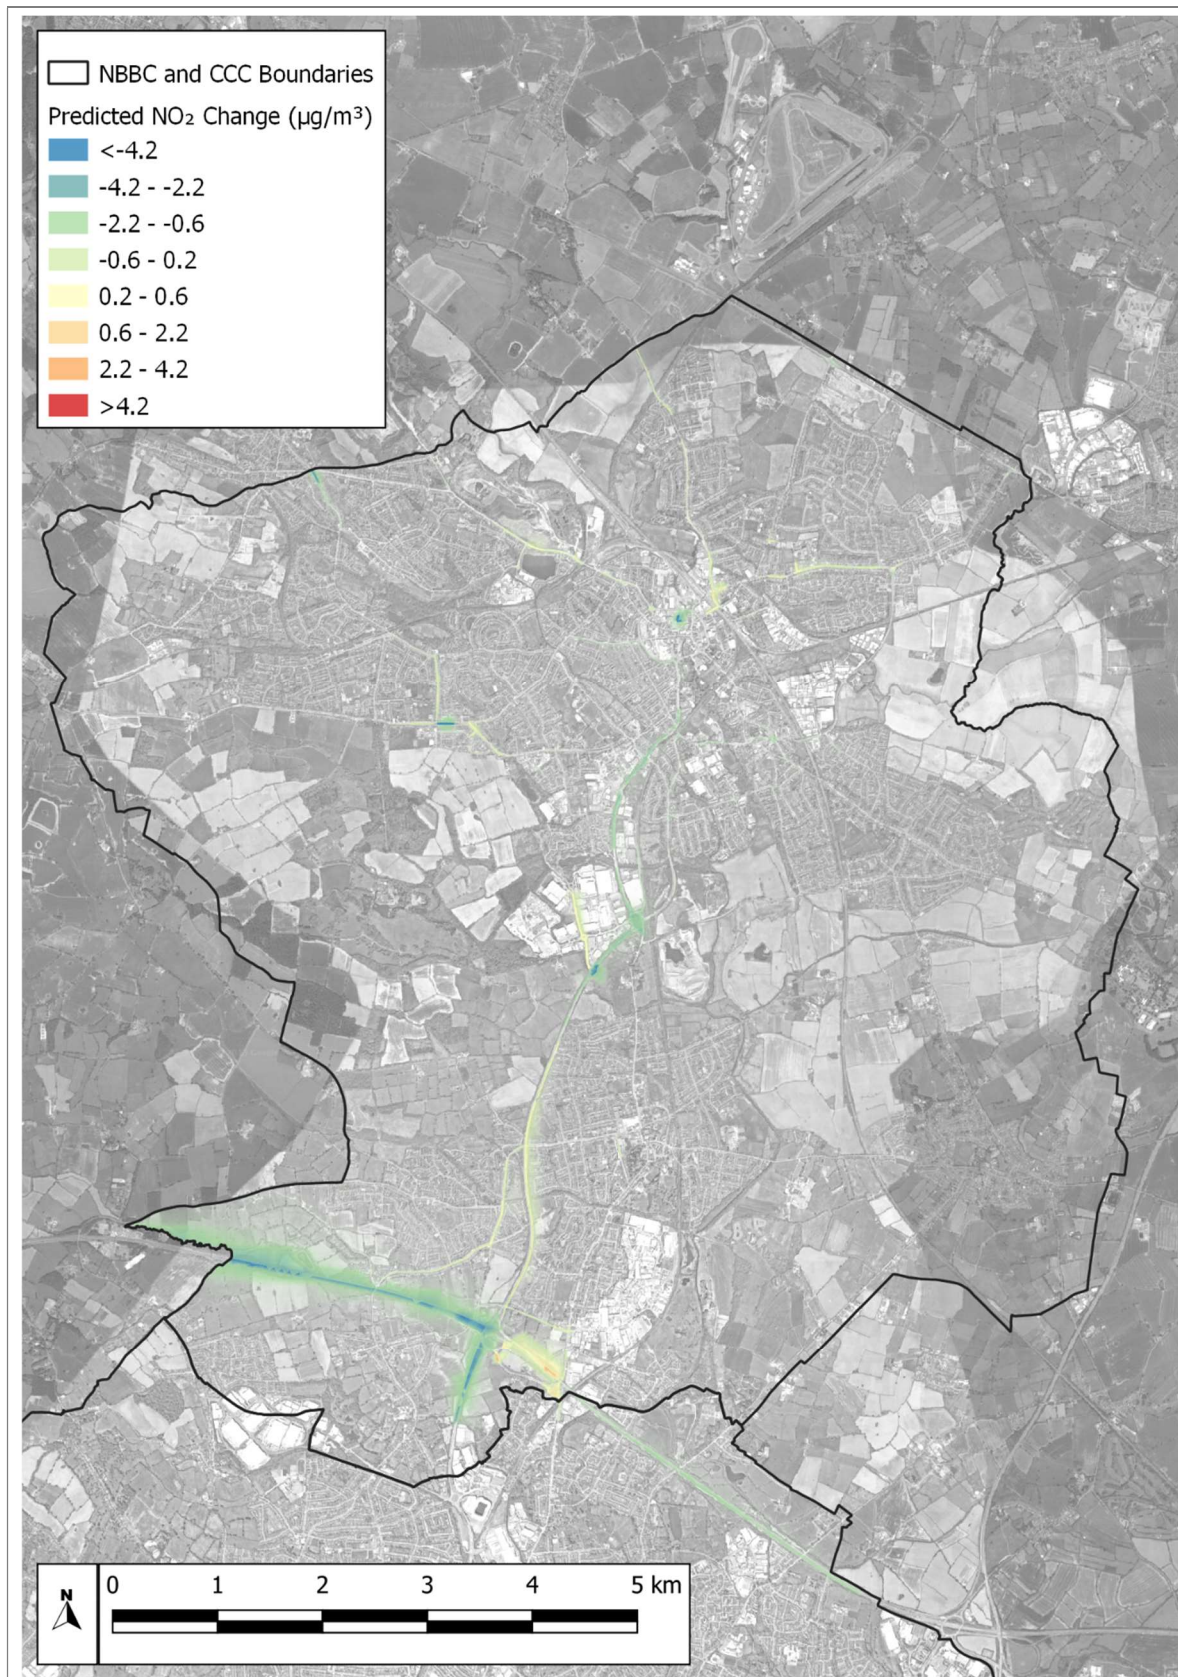 NBBC and CCC Boundaries
Predicted NO₂ Change (µg/m³)
<-4.2
-4.2 - -2.2
-2.2 - -0.6
-0.6 - 0.2
0.2 - 0.6
0.6 - 2.2
2.2 - 4.2
>4.2
N
0 1 2 3 4 5 km